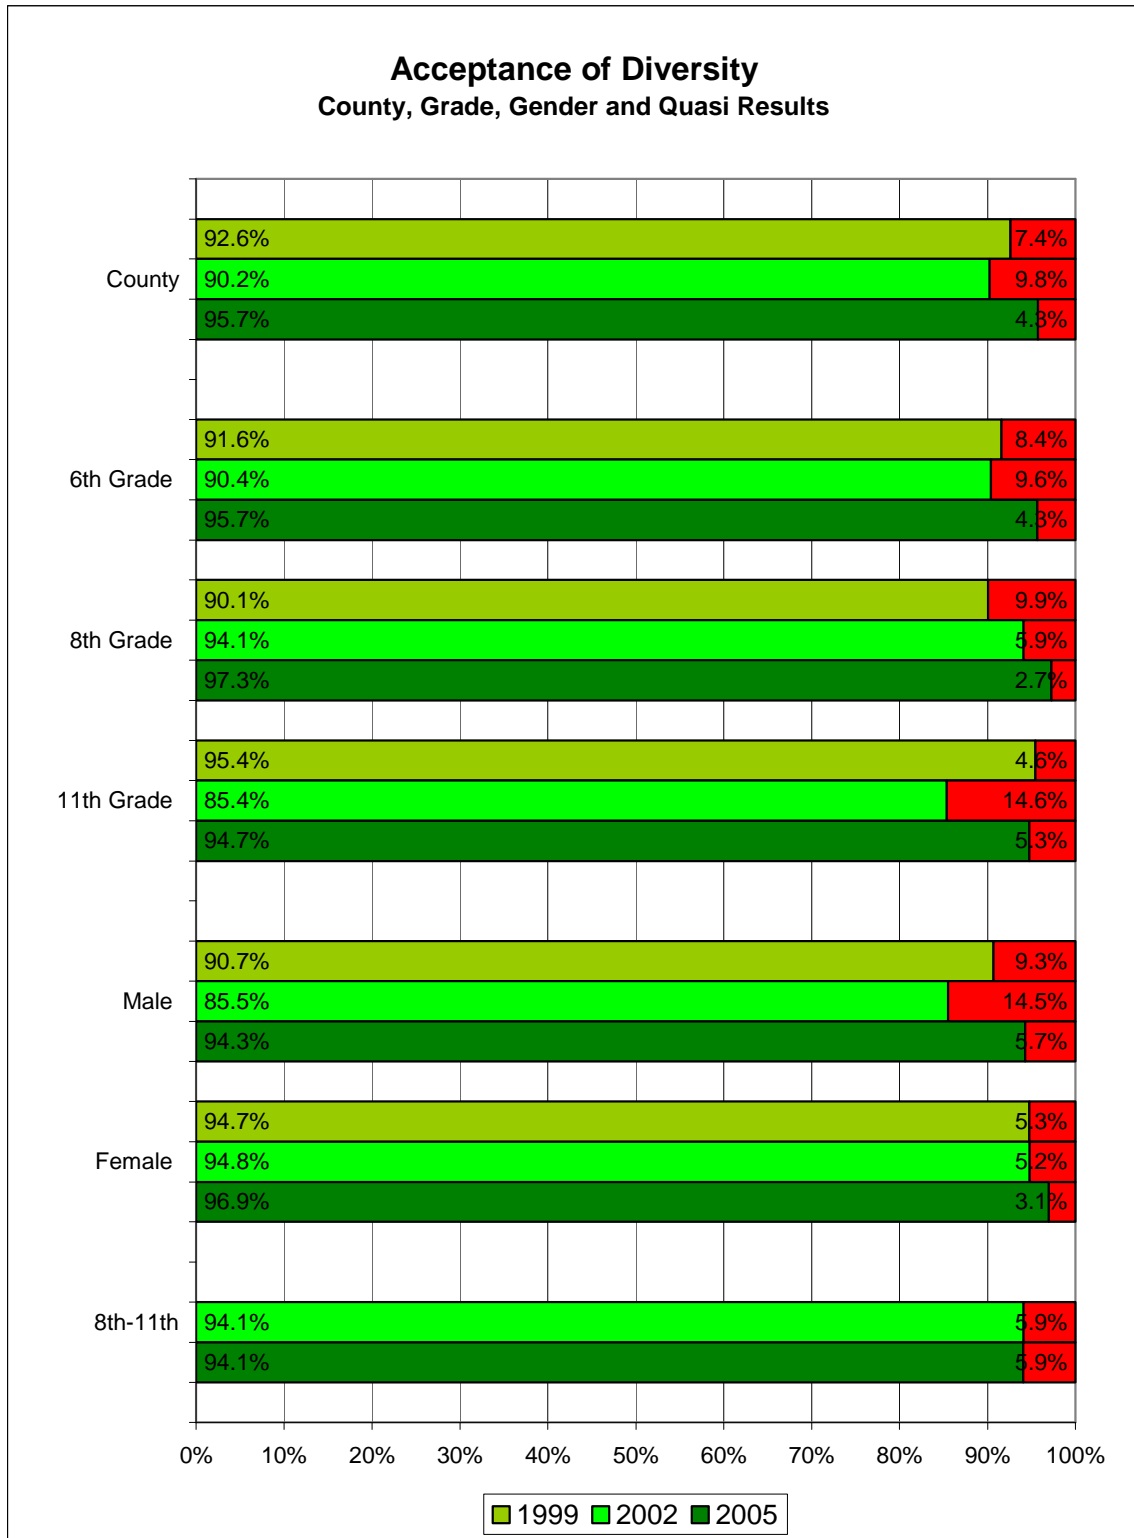 Acceptance of Diversity
County, Grade, Gender and Quasi Results
92.6% 7.4%
County 90.2% 9.8%
95.7% 4.3%
91.6% 8.4%
6th Grade 90.4% 9.6%
95.7% 4.3%
90.1% 9.9%
8th Grade 94.1% 5.9%
97.3% 2.7%
95.4% 4.6%
11th Grade 85.4% 14.6%
94.7% 5.3%
90.7% 9.3%
Male 85.5% 14.5%
94.3% 5.7%
94.7% 5.3%
Female 94.8% 5.2%
96.9% 3.1%
8th-11th 94.1% 5.9%
94.1% 5.9%
0% 10% 20% 30% 40% 50% 60% 70% 80% 90% 100%
1999 2002 2005